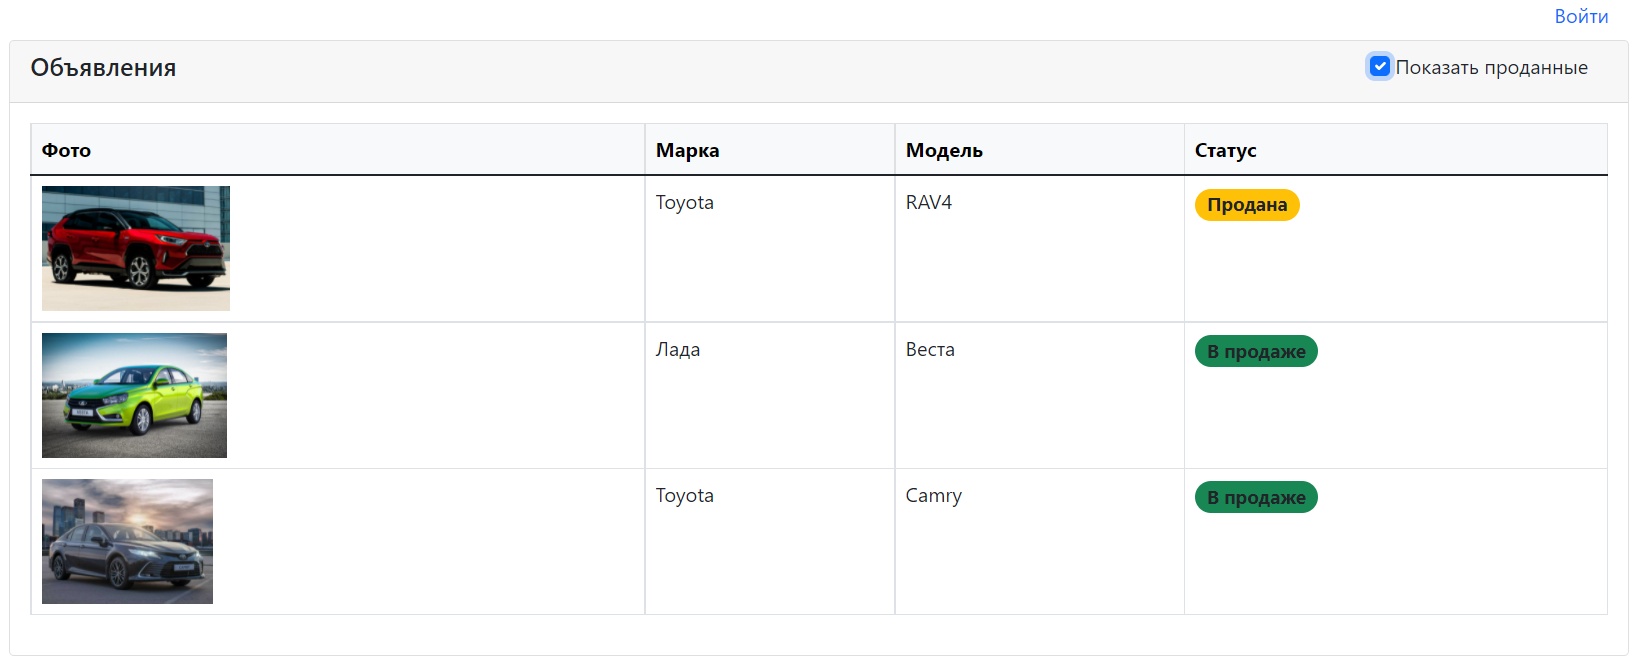 Войти
Объявления
Показать проданные
Фото Марка Модель Статус
Toyota RAV4 Продана
Лада Веста В продаже
Toyota Camry В продаже